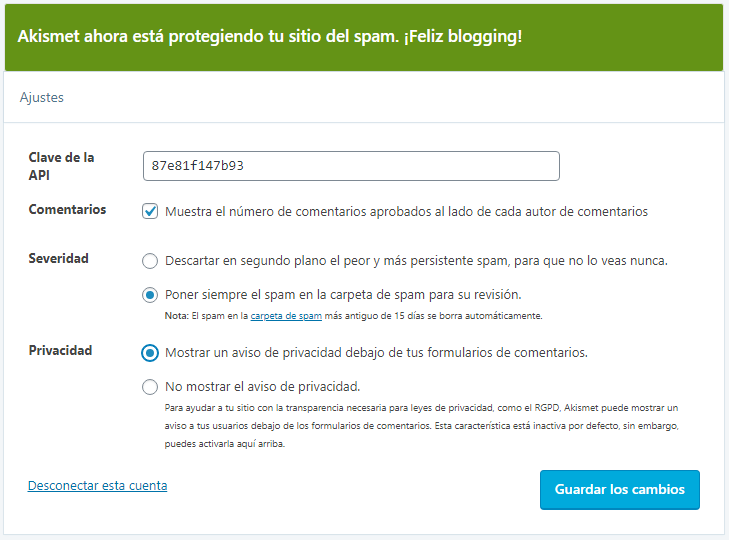 Akismet ahora está protegiendo tu sitio del spam. ¡Feliz blogging!
Ajustes
Clave de la
API
87e81f147b93
Comentarios
Muestra el número de comentarios aprobados al lado de cada autor de comentarios
Severidad
Descartar en segundo plano el peor y más persistente spam, para que no lo veas nunca.
Poner siempre el spam en la carpeta de spam para su revisión.
Nota: El spam en la carpeta de spam más antiguo de 15 días se borra automáticamente.
Privacidad
Mostrar un aviso de privacidad debajo de tus formularios de comentarios.
No mostrar el aviso de privacidad.
Para ayudar a tu sitio con la transparencia necesaria para leyes de privacidad, como el RGPD, Akismet puede mostrar un
aviso a tus usuarios debajo de los formularios de comentarios. Esta característica está inactiva por defecto, sin embargo,
puedes activarla aquí arriba.
Desconectar esta cuenta
Guardar los cambios